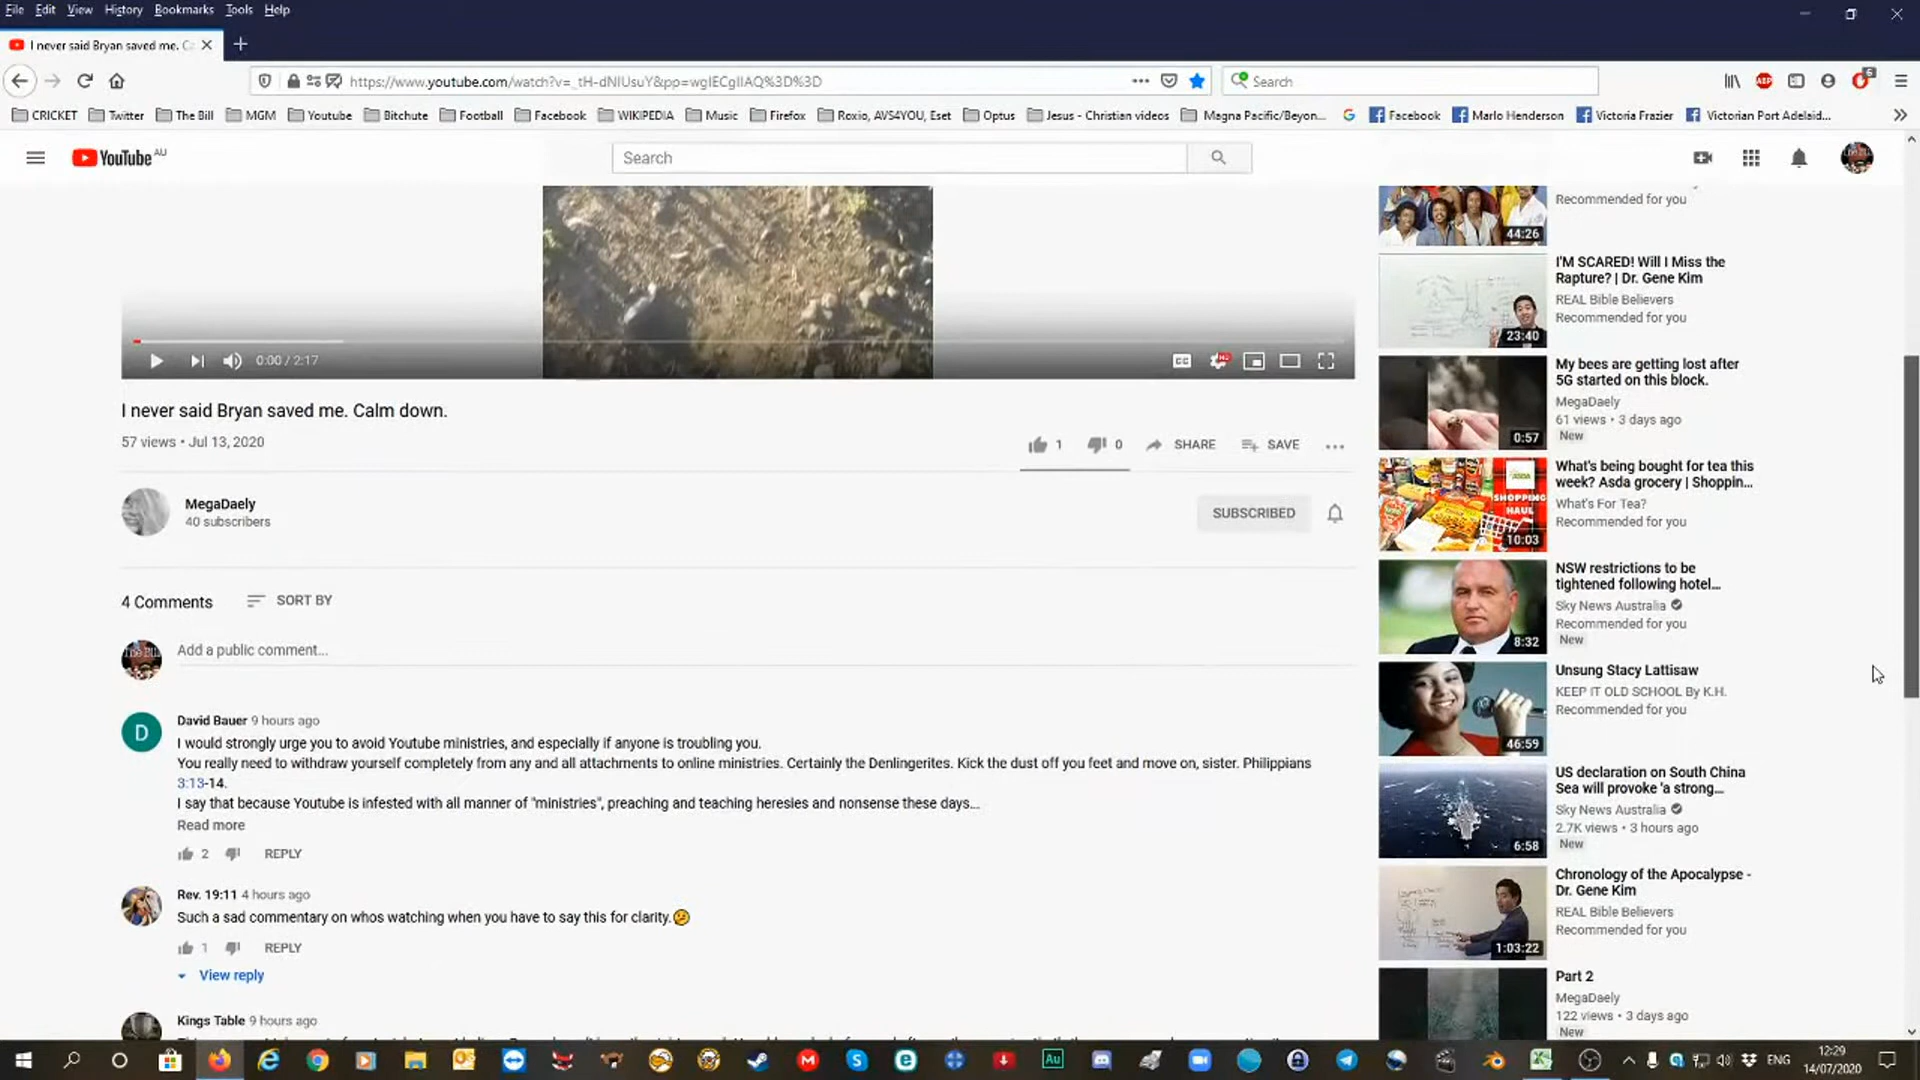 File Edit View History Bookmarks Tools Help
I never said Bryan saved me. Ca
https://www.youtube.com/watch?v=_tH-dNlUsuY&pp=wgIECgIIAQ%3D%3D
Search
6
CRICKET Twitter The Bill MGM Youtube Bitchute Football Facebook WIKIPEDIA Music Firefox Roxio, AVS4YOU, Eset Optus Jesus - Christian videos Magna Pacific/Beyon... Facebook Marlo Henderson Victoria Frazier Victorian Port Adelaid...
YouTube AU
Search
0:00 / 2:17
CC
HD
I never said Bryan saved me. Calm down.
57 views • Jul 13, 2020
1 0 SHARE SAVE
MegaDaely
40 subscribers
SUBSCRIBED
4 Comments SORT BY
Add a public comment...
D
David Bauer 9 hours ago
I would strongly urge you to avoid Youtube ministries, and especially if anyone is troubling you.
You really need to withdraw yourself completely from any and all attachments to online ministries. Certainly the Denlingerites. Kick the dust off you feet and move on, sister. Philippians
3:13-14.
I say that because Youtube is infested with all manner of "ministries", preaching and teaching heresies and nonsense these days...
Read more
2 REPLY
Rev. 19:11 4 hours ago
Such a sad commentary on whos watching when you have to say this for clarity.
1 REPLY
View reply
Kings Table 9 hours ago
Recommended for you
44:26
I'M SCARED! Will I Miss the
Rapture? | Dr. Gene Kim
REAL Bible Believers
Recommended for you
23:40
My bees are getting lost after
5G started on this block.
MegaDaely
61 views • 3 days ago
New
0:57
What's being bought for tea this
week? Asda grocery | Shoppin...
What's For Tea?
Recommended for you
ASDA
SHOPPING
HAUL
10:03
NSW restrictions to be
tightened following hotel...
Sky News Australia
Recommended for you
New
8:32
Unsung Stacy Lattisaw
KEEP IT OLD SCHOOL By K.H.
Recommended for you
46:59
US declaration on South China
Sea will provoke 'a strong...
Sky News Australia
2.7K views • 3 hours ago
New
6:58
Chronology of the Apocalypse -
Dr. Gene Kim
REAL Bible Believers
Recommended for you
1:03:22
Part 2
MegaDaely
122 views • 3 days ago
New
ENG
12:29
14/07/2020